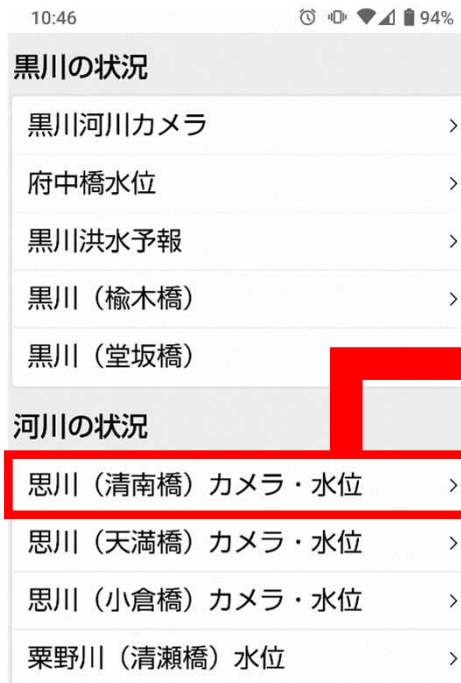 10:46 94%
黒川の状況
黒川河川カメラ
府中橋水位
黒川洪水予報
黒川（楡木橋）
黒川（堂坂橋）
河川の状況
思川（清南橋）カメラ・水位
思川（天満橋）カメラ・水位
思川（小倉橋）カメラ・水位
粟野川（清瀬橋）水位